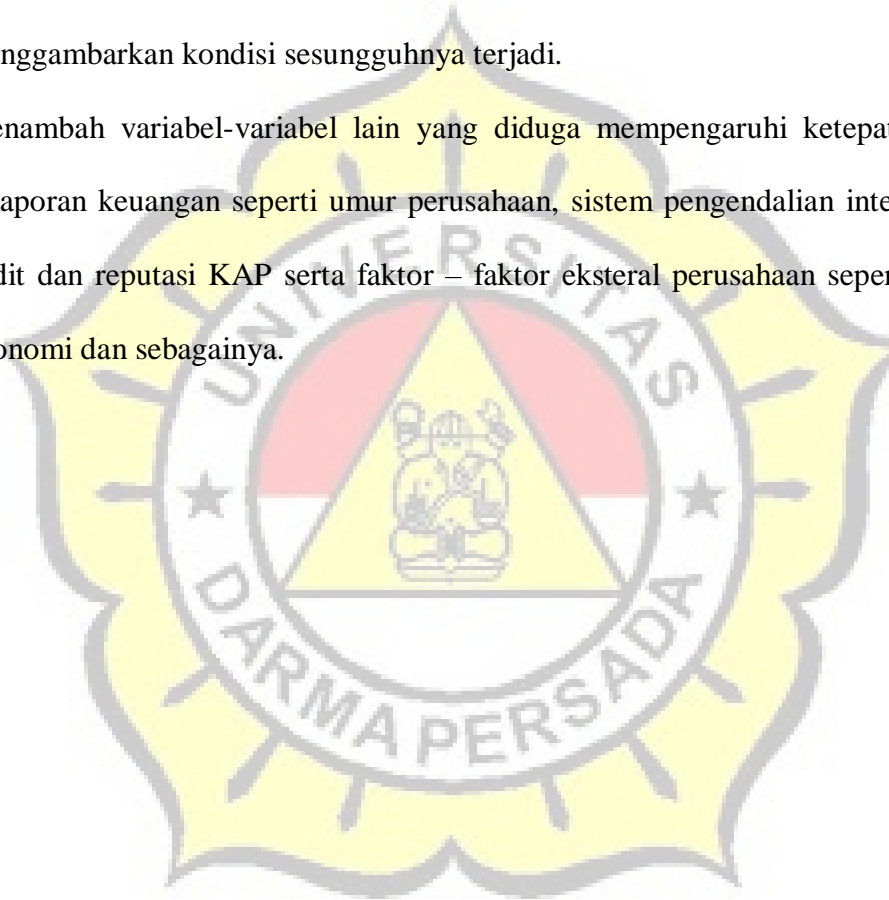 nggambarkan kondisi sesungguhnya terjadi.
enambah variabel-variabel lain yang diduga mempengaruhi ketepat
aporan keuangan seperti umur perusahaan, sistem pengendalian inte
dit dan reputasi KAP serta faktor – faktor eksteral perusahaan seper
onomi dan sebagainya.
UNIVERSITAS
DARMA PERSADA